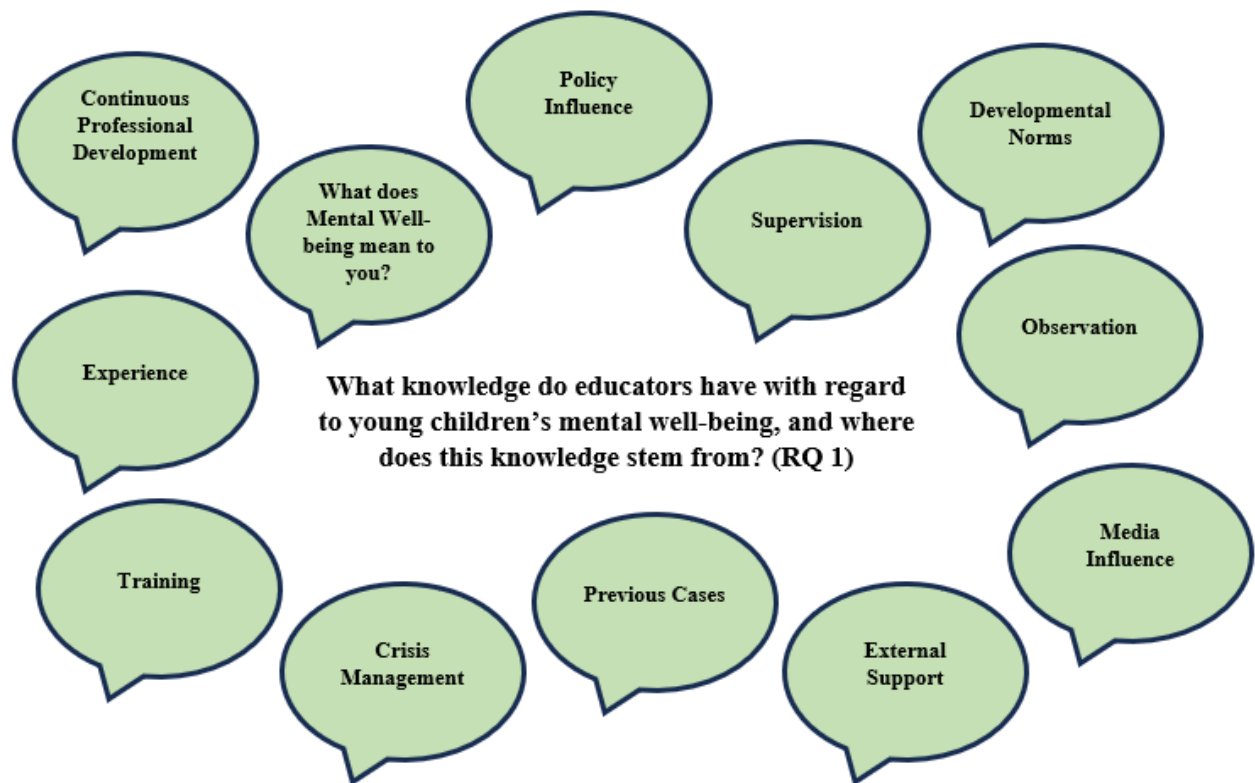 Continuous
Professional
Development
What does
Mental Well-
being mean to
you?
Policy
Influence
Supervision
Developmental
Norms
Experience
What knowledge do educators have with regard
to young children’s mental well-being, and where
does this knowledge stem from? (RQ 1)
Observation
Training
Crisis
Management
Previous Cases
External
Support
Media
Influence